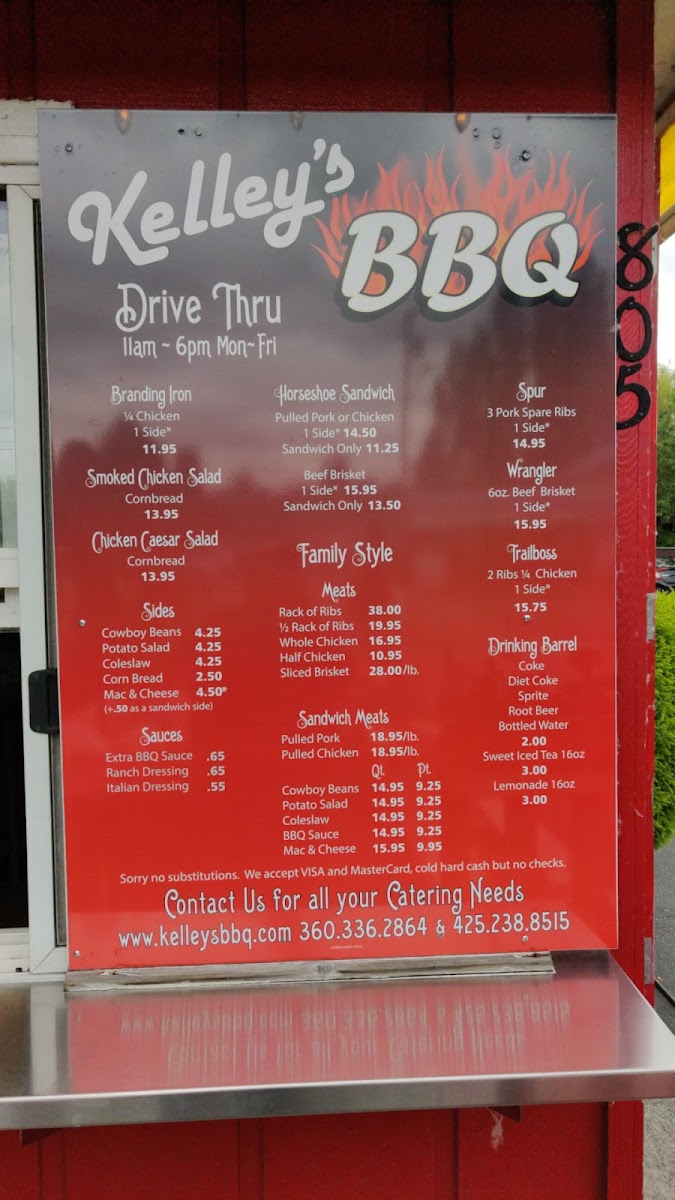 Kelley's
BBQ
Drive Thru
11am ~ 6pm Mon~Fri
Branding Iron
¼ Chicken
1 Side*
11.95
Smoked Chicken Salad
Cornbread
13.95
Chicken Caesar Salad
Cornbread
13.95
Sides
Cowboy Beans 4.25
Potato Salad 4.25
Coleslaw 4.25
Corn Bread 2.50
Mac & Cheese 4.50*
(+.50 as a sandwich side)
Sauces
Extra BBQ Sauce .65
Ranch Dressing .65
Italian Dressing .55
Horseshoe Sandwich
Pulled Pork or Chicken
1 Side* 14.50
Sandwich Only 11.25
Beef Brisket
1 Side* 15.95
Sandwich Only 13.50
Family Style
Meats
Rack of Ribs 38.00
½ Rack of Ribs 19.95
Whole Chicken 16.95
Half Chicken 10.95
Sliced Brisket 28.00/lb.
Sandwich Meats
Pulled Pork 18.95/lb.
Pulled Chicken 18.95/lb.
Qt. Pt.
Cowboy Beans 14.95 9.25
Potato Salad 14.95 9.25
Coleslaw 14.95 9.25
BBQ Sauce 14.95 9.25
Mac & Cheese 15.95 9.95
Spur
3 Pork Spare Ribs
1 Side*
14.95
Wrangler
6oz. Beef Brisket
1 Side*
15.95
Trailboss
2 Ribs ¼ Chicken
1 Side*
15.75
Drinking Barrel
Coke
Diet Coke
Sprite
Root Beer
Bottled Water
2.00
Sweet Iced Tea 16oz
3.00
Lemonade 16oz
3.00
Sorry no substitutions. We accept VISA and MasterCard, cold hard cash but no checks.
Contact Us for all your Catering Needs
www.kelleysbbq.com 360.336.2864 & 425.238.8515
805